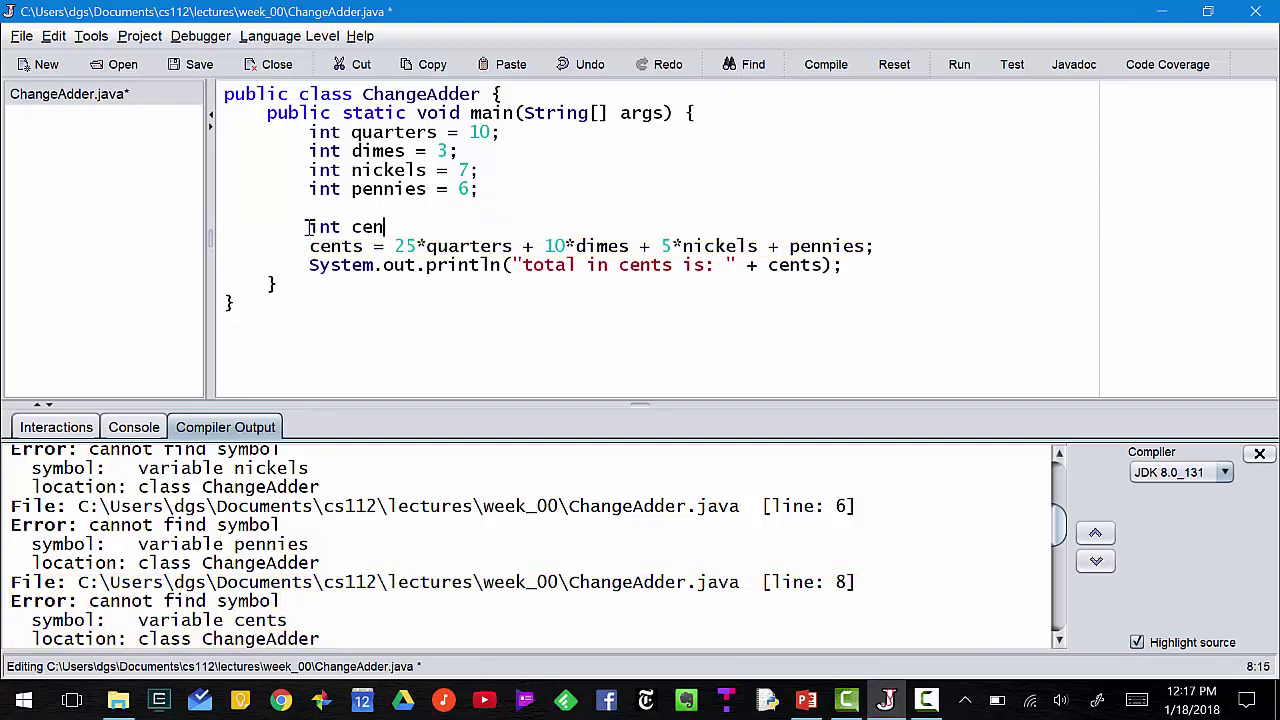 C:\Users\dgs\Documents\cs112\lectures\week_00\ChangeAdder.java *
File Edit Tools Project Debugger Language Level Help
New Open Save Close Cut Copy Paste Undo Redo Find Compile Reset Run Test Javadoc Code Coverage
ChangeAdder.java*
public class ChangeAdder {
    public static void main(String[] args) {
        int quarters = 10;
        int dimes = 3;
        int nickels = 7;
        int pennies = 6;
        int cen
        cents = 25*quarters + 10*dimes + 5*nickels + pennies;
        System.out.println("total in cents is: " + cents);
    }
}
Interactions Console Compiler Output
Error: cannot find symbol
  symbol:   variable nickels
  location: class ChangeAdder
File: C:\Users\dgs\Documents\cs112\lectures\week_00\ChangeAdder.java  [line: 6]
Error: cannot find symbol
  symbol:   variable pennies
  location: class ChangeAdder
File: C:\Users\dgs\Documents\cs112\lectures\week_00\ChangeAdder.java  [line: 8]
Error: cannot find symbol
  symbol:   variable cents
  location: class ChangeAdder
Compiler
JDK 8.0_131
Highlight source
Editing C:\Users\dgs\Documents\cs112\lectures\week_00\ChangeAdder.java *
8:15
12:17 PM
1/18/2018